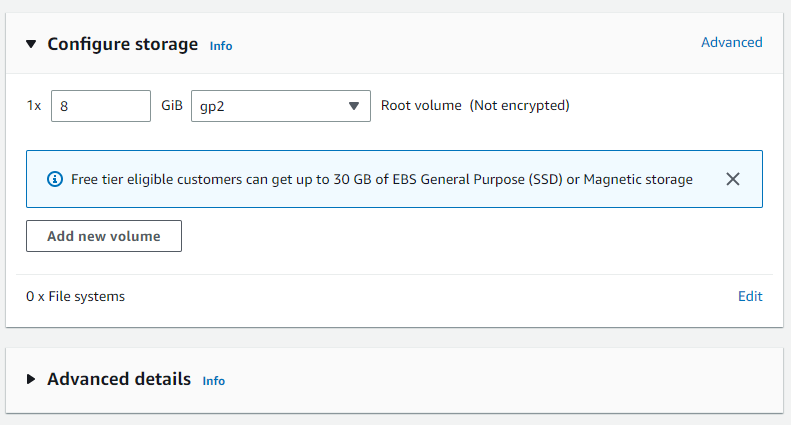 Configure storage Info Advanced
1x 8 GiB gp2 Root volume (Not encrypted)
Free tier eligible customers can get up to 30 GB of EBS General Purpose (SSD) or Magnetic storage
Add new volume
0 x File systems Edit
Advanced details Info